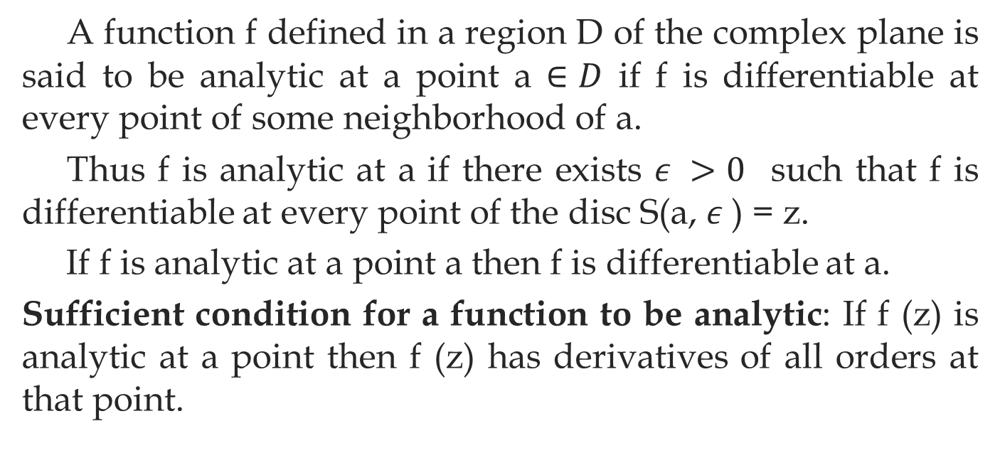 A function f defined in a region D of the complex plane is
said to be analytic at a point a ∈ D if f is differentiable at
every point of some neighborhood of a.
Thus f is analytic at a if there exists ϵ > 0 such that f is
differentiable at every point of the disc S(a, ϵ ) = z.
If f is analytic at a point a then f is differentiable at a.
Sufficient condition for a function to be analytic: If f (z) is
analytic at a point then f (z) has derivatives of all orders at
that point.